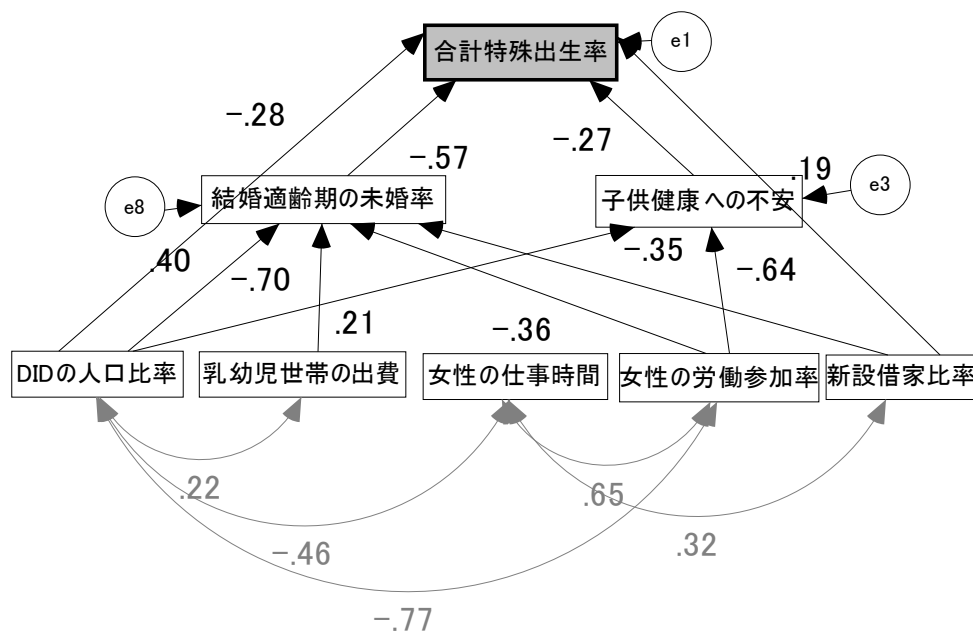 合計特殊出生率
e1
-.28
-.27
-.57
.19
e8
結婚適齢期の未婚率
子供健康への不安
e3
.40
-.70
-.35
-.64
.21
-.36
DIDの人口比率
乳幼児世帯の出費
女性の仕事時間
女性の労働参加率
新設借家比率
.22
.65
-.46
.32
-.77